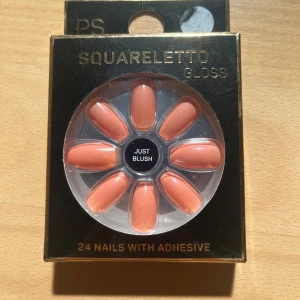 PS
SQUARELETTO
GLOSS
JUST
BLUSH
24 NAILS WITH ADHESIVE